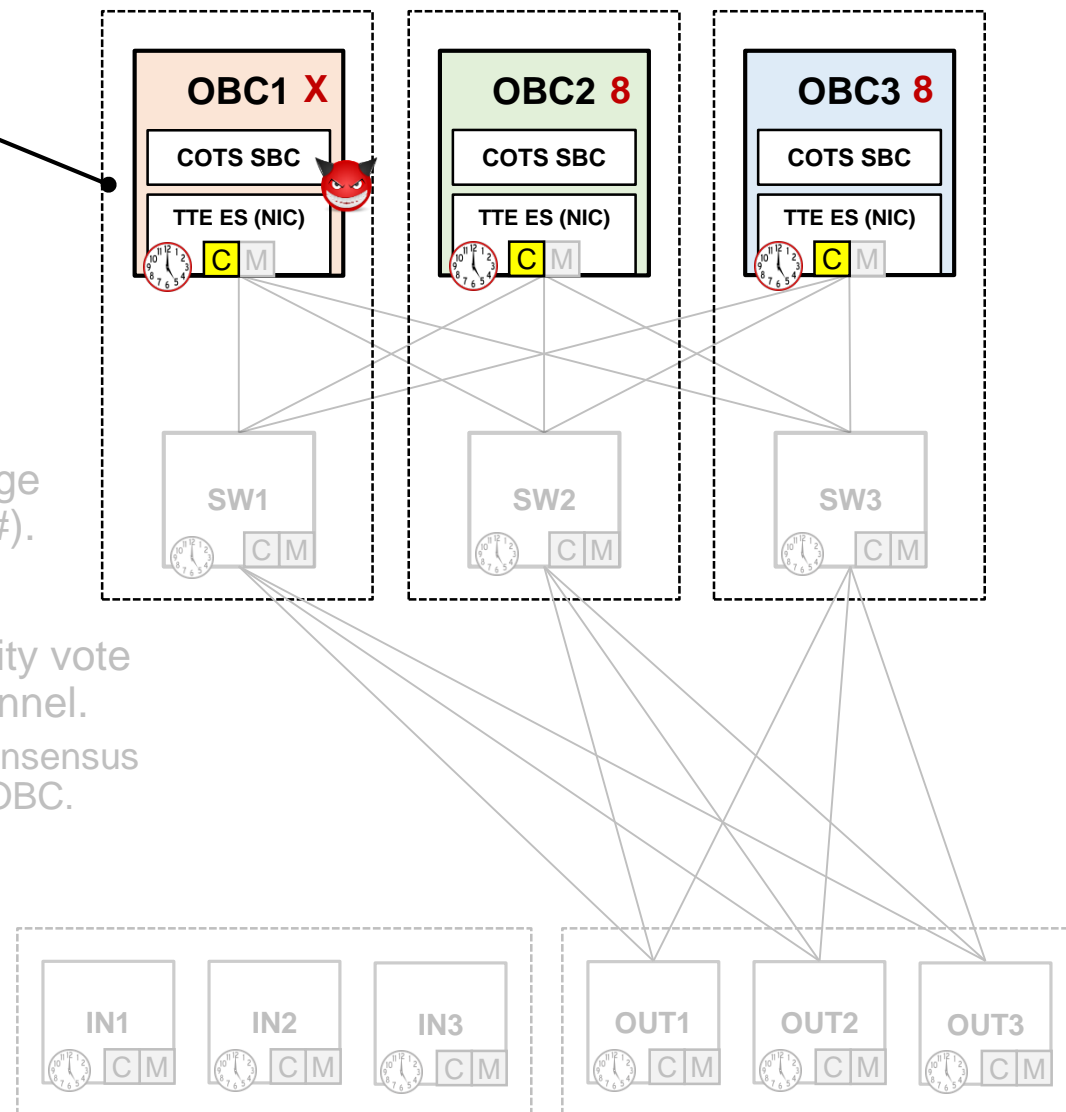 OBC1 X
COTS SBC
TTE ES (NIC)
C M
OBC2 8
COTS SBC
TTE ES (NIC)
C M
OBC3 8
COTS SBC
TTE ES (NIC)
C M
SW1
C M
SW2
C M
SW3
C M
ge
#).
ity vote
nnel.
nsensus
OBC.
IN1
C M
IN2
C M
IN3
C M
OUT1
C M
OUT2
C M
OUT3
C M